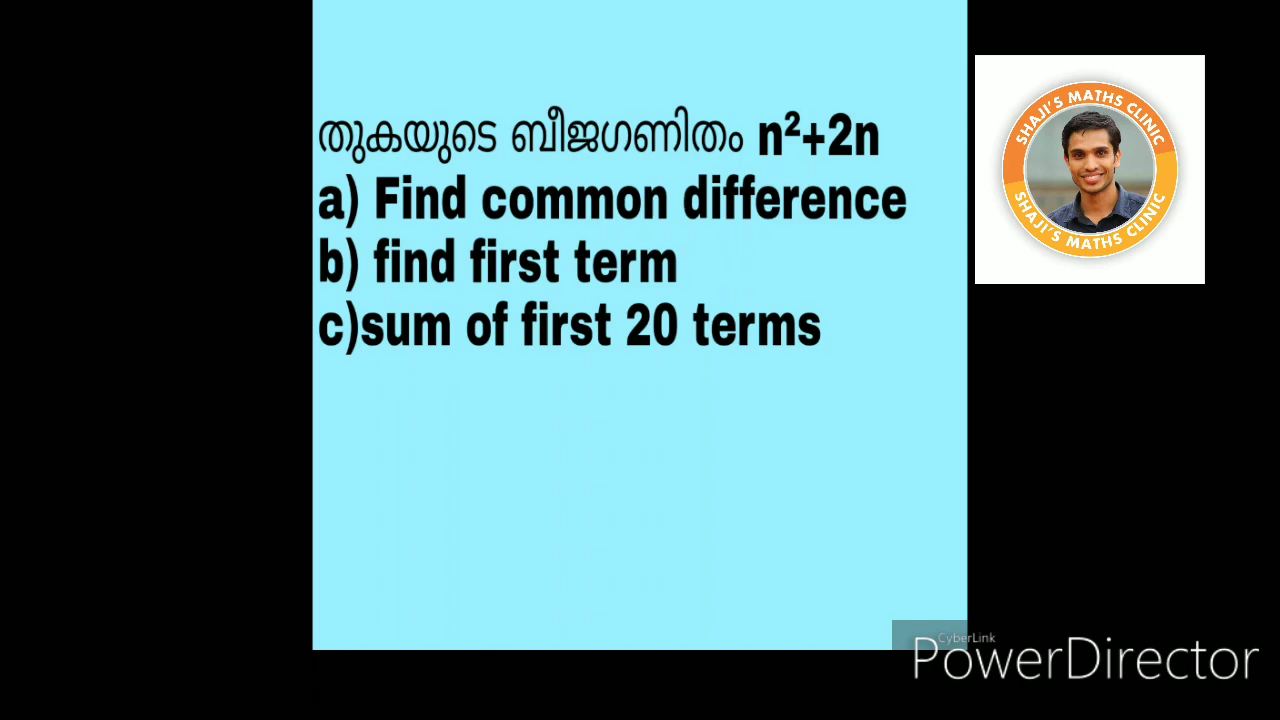 തുകയുടെ ബീജഗണിതം n²+2n
a) Find common difference
b) find first term
c)sum of first 20 terms
SHAJI'S MATHS CLINIC
SHAJI'S MATHS CLINIC
CyberLink
PowerDirector